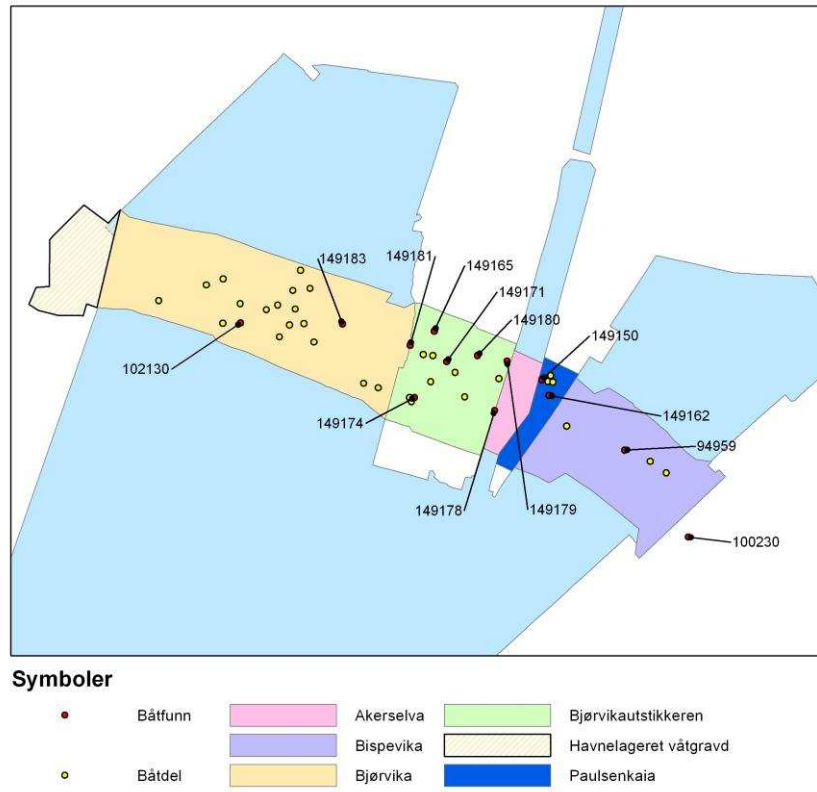 149181
149165
149183
149171
149180
149150
102130
149162
149174
94959
149178
149179
100230
Symboler
Båtfunn
Akerselva
Bjørvikautstikkeren
Bispevika
Havnelageret våtgravd
Båtdel
Bjørvika
Paulsenkaia